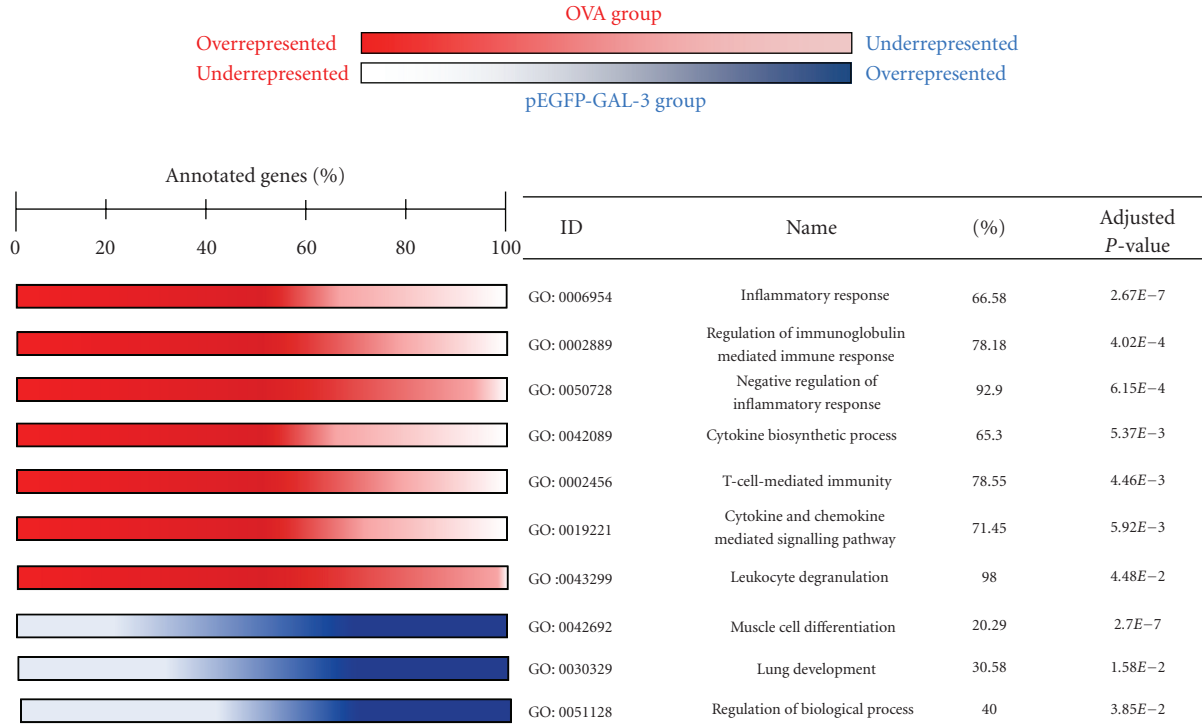 OVA group
Overrepresented Underrepresented
Underrepresented Overrepresented
pEGFP-GAL-3 group
Annotated genes (%)
0 20 40 60 80 100
ID Name (%) Adjusted
P-value
GO: 0006954 Inflammatory response 66.58 2.67E−7
GO: 0002889 Regulation of immunoglobulin
mediated immune response 78.18 4.02E−4
GO: 0050728 Negative regulation of
inflammatory response 92.9 6.15E−4
GO: 0042089 Cytokine biosynthetic process 65.3 5.37E−3
GO: 0002456 T-cell-mediated immunity 78.55 4.46E−3
GO: 0019221 Cytokine and chemokine
mediated signalling pathway 71.45 5.92E−3
GO :0043299 Leukocyte degranulation 98 4.48E−2
GO: 0042692 Muscle cell differentiation 20.29 2.7E−7
GO: 0030329 Lung development 30.58 1.58E−2
GO: 0051128 Regulation of biological process 40 3.85E−2